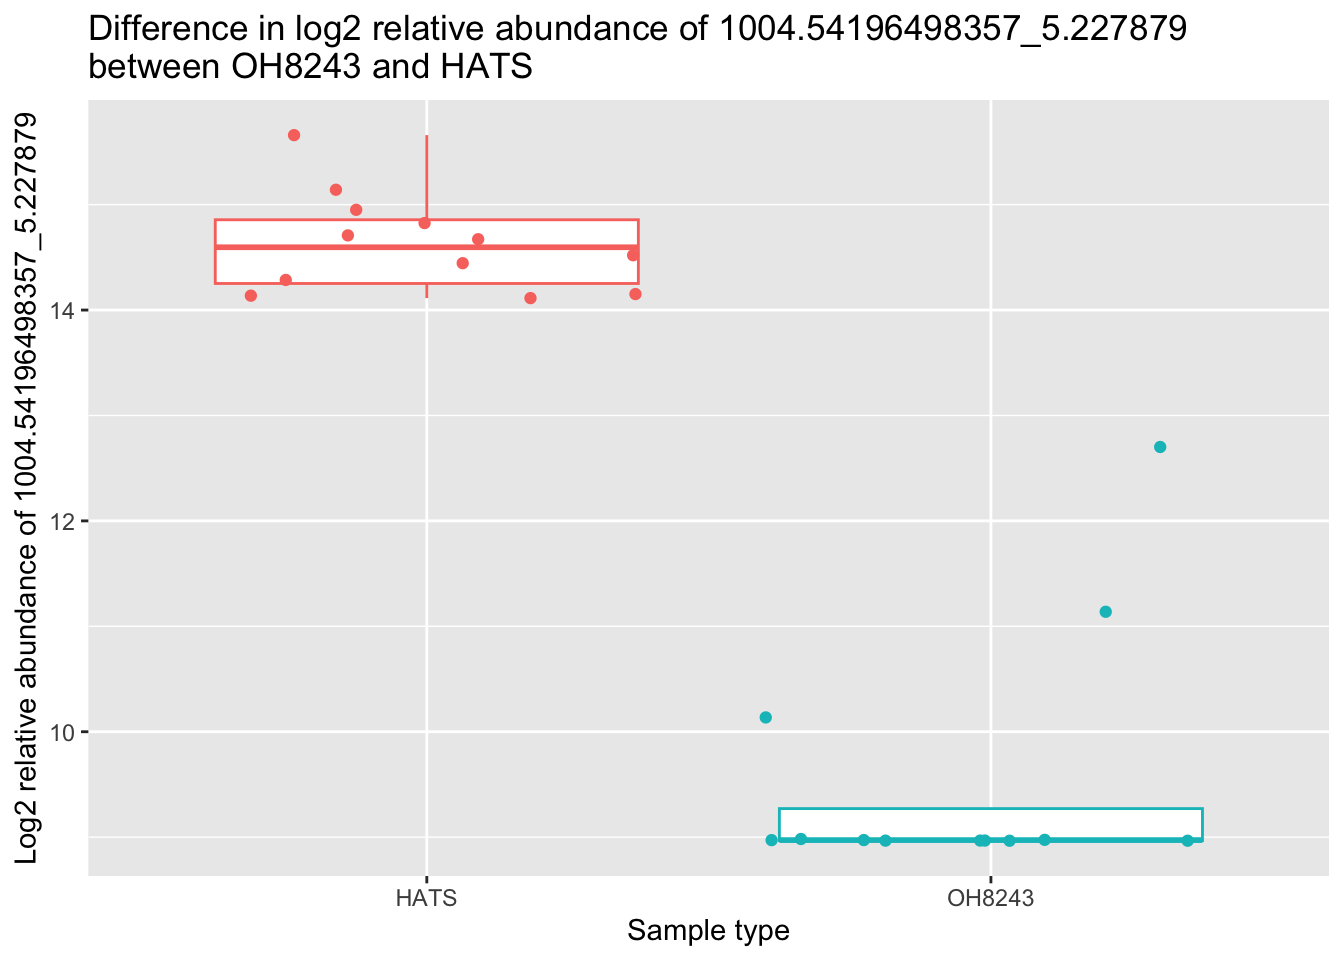 Difference in log2 relative abundance of 1004.54196498357_5.227879
between OH8243 and HATS
Log2 relative abundance of 1004.54196498357_5.227879
14
12
10
HATS
OH8243
Sample type